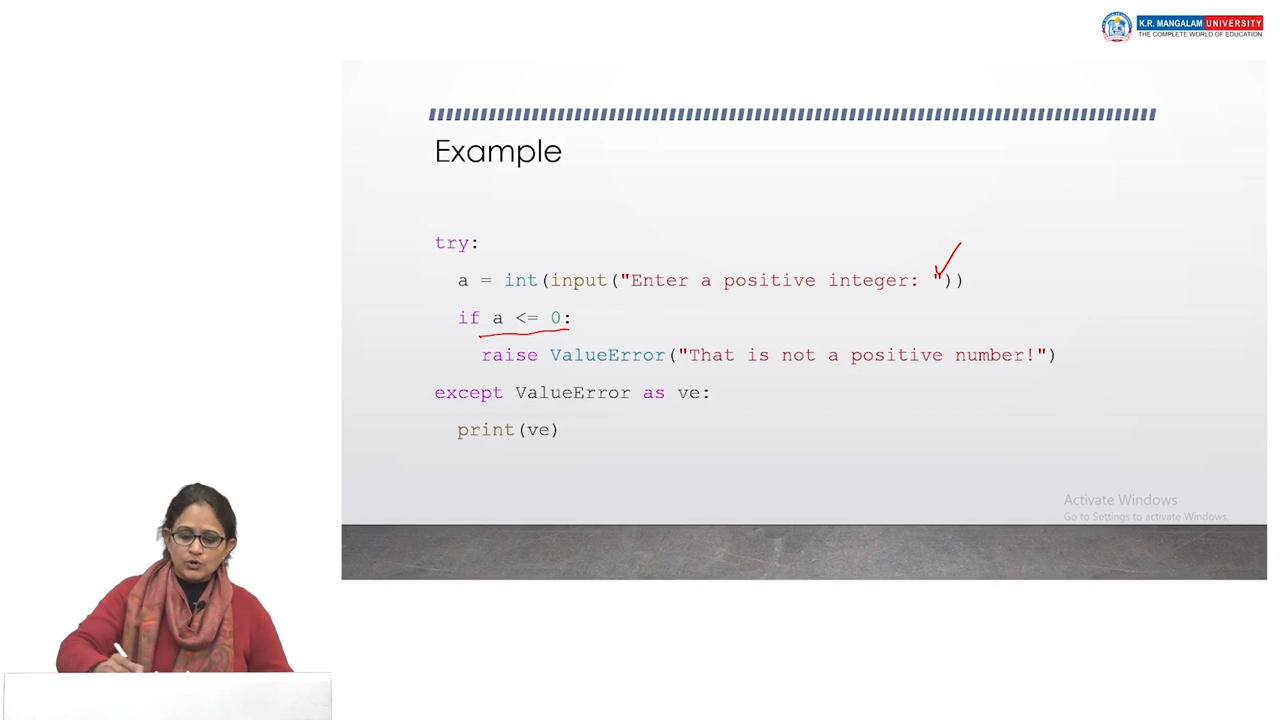 K.R. MANGALAM UNIVERSITY
THE COMPLETE WORLD OF EDUCATION
Example
try:
a = int(input("Enter a positive integer: "))
if a <= 0:
raise ValueError("That is not a positive number!")
except ValueError as ve:
print(ve)
Activate Windows
Go to Settings to activate Windows.